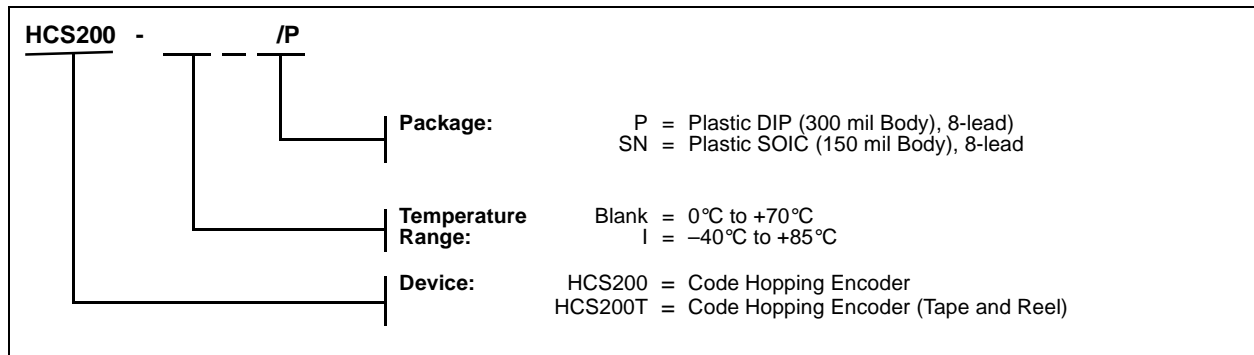 HCS200 - /P
Package: P = Plastic DIP (300 mil Body), 8-lead)
SN = Plastic SOIC (150 mil Body), 8-lead
Temperature Blank = 0°C to +70°C
Range: I = –40°C to +85°C
Device: HCS200 = Code Hopping Encoder
HCS200T = Code Hopping Encoder (Tape and Reel)